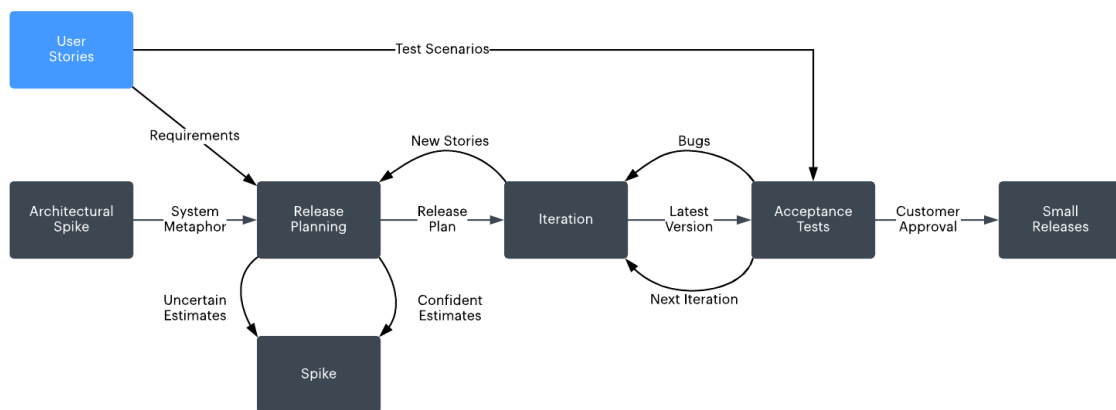 User
Stories
Test Scenarios
Requirements
New Stories
Bugs
Architectural
Spike
System
Metaphor
Release
Planning
Release
Plan
Iteration
Latest
Version
Acceptance
Tests
Customer
Approval
Small
Releases
Uncertain
Estimates
Confident
Estimates
Next Iteration
Spike